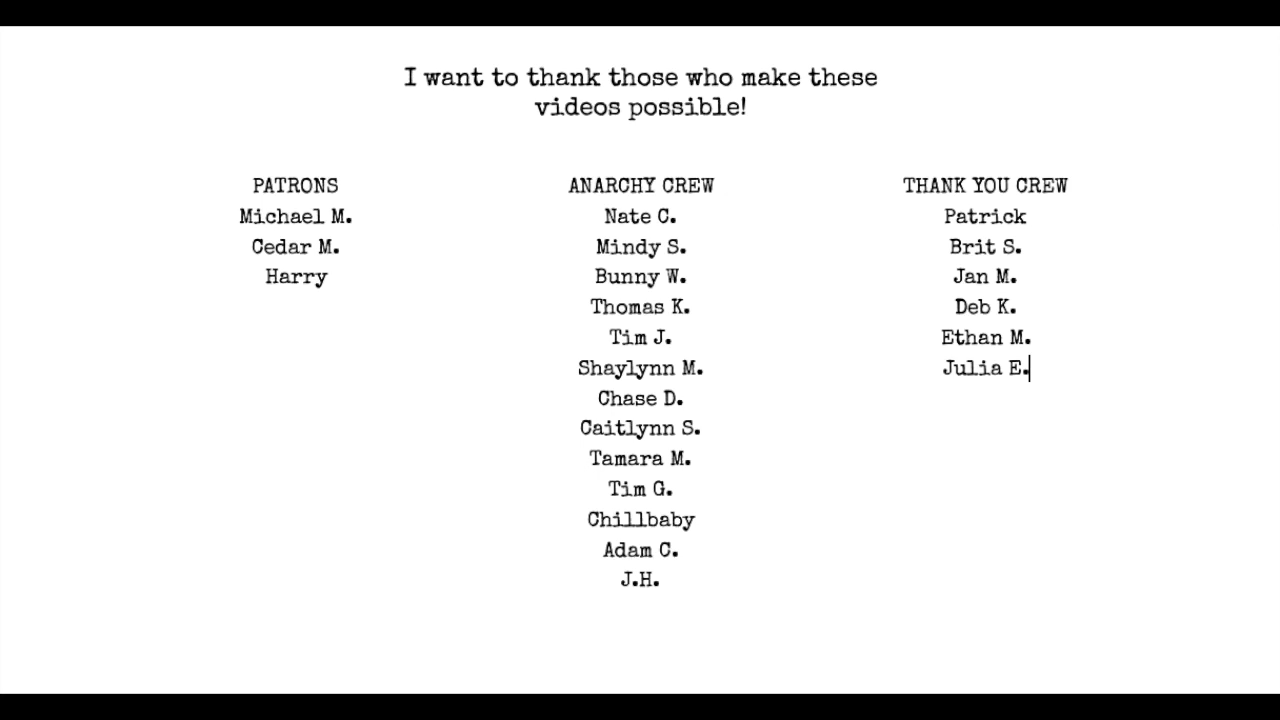 I want to thank those who make these
videos possible!
PATRONS
Michael M.
Cedar M.
Harry
ANARCHY CREW
Nate C.
Mindy S.
Bunny W.
Thomas K.
Tim J.
Shaylynn M.
Chase D.
Caitlynn S.
Tamara M.
Tim G.
Chillbaby
Adam C.
J.H.
THANK YOU CREW
Patrick
Brit S.
Jan M.
Deb K.
Ethan M.
Julia E.